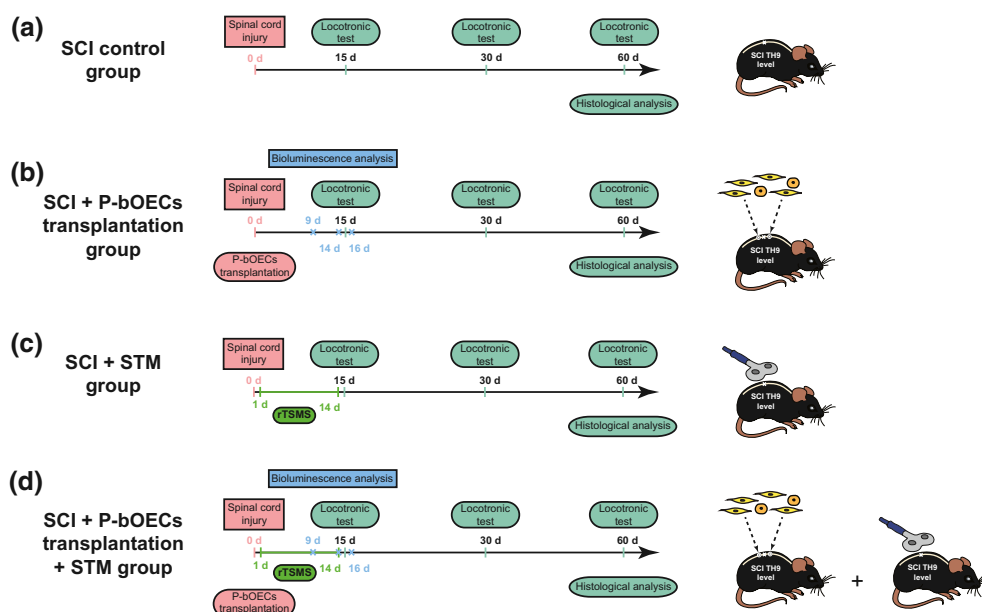 (a)
SCI control
group
Spinal cord
injury
Locotronic
test
Locotronic
test
Locotronic
test
0 d
15 d
30 d
60 d
Histological analysis
SCI TH9
level
(b)
SCI + P-bOECs
transplantation
group
Bioluminescence analysis
Spinal cord
injury
Locotronic
test
Locotronic
test
Locotronic
test
0 d
9 d
15 d
30 d
60 d
14 d
16 d
P-bOECs
transplantation
Histological analysis
SCI TH9
level
(c)
SCI + STM
group
Spinal cord
injury
Locotronic
test
Locotronic
test
Locotronic
test
0 d
15 d
30 d
60 d
1 d
14 d
rTSMS
Histological analysis
SCI TH9
level
(d)
SCI + P-bOECs
transplantation
+ STM group
Bioluminescence analysis
Spinal cord
injury
Locotronic
test
Locotronic
test
Locotronic
test
0 d
9 d
15 d
30 d
60 d
1 d
14 d
16 d
rTSMS
P-bOECs
transplantation
Histological analysis
SCI TH9
level
+
SCI TH9
level